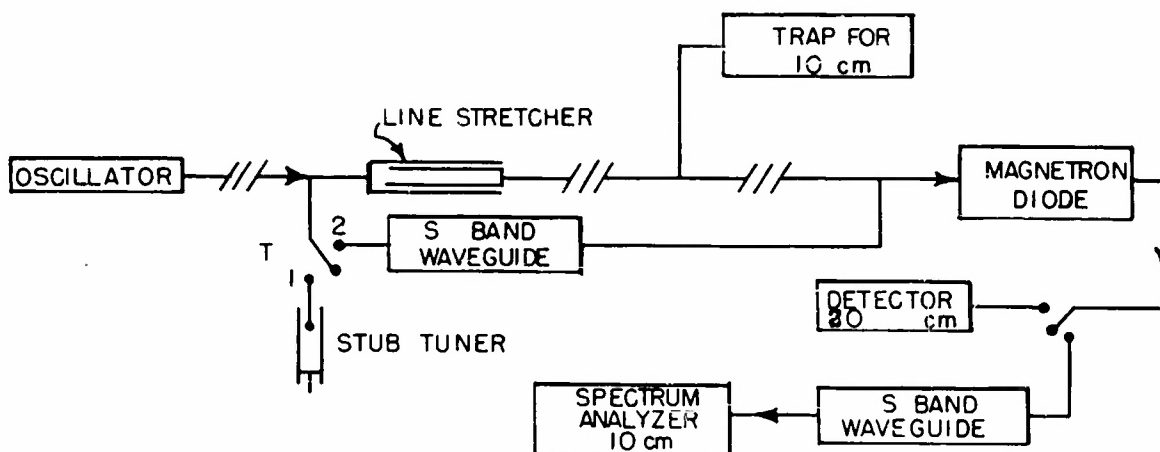 TRAP FOR
10 cm
LINE STRETCHER
OSCILLATOR
MAGNETRON
DIODE
2
S BAND
WAVEGUIDE
T
1
DETECTOR
cm
STUB TUNER
SPECTRUM
ANALYZER
10 cm
S BAND
WAVEGUIDE